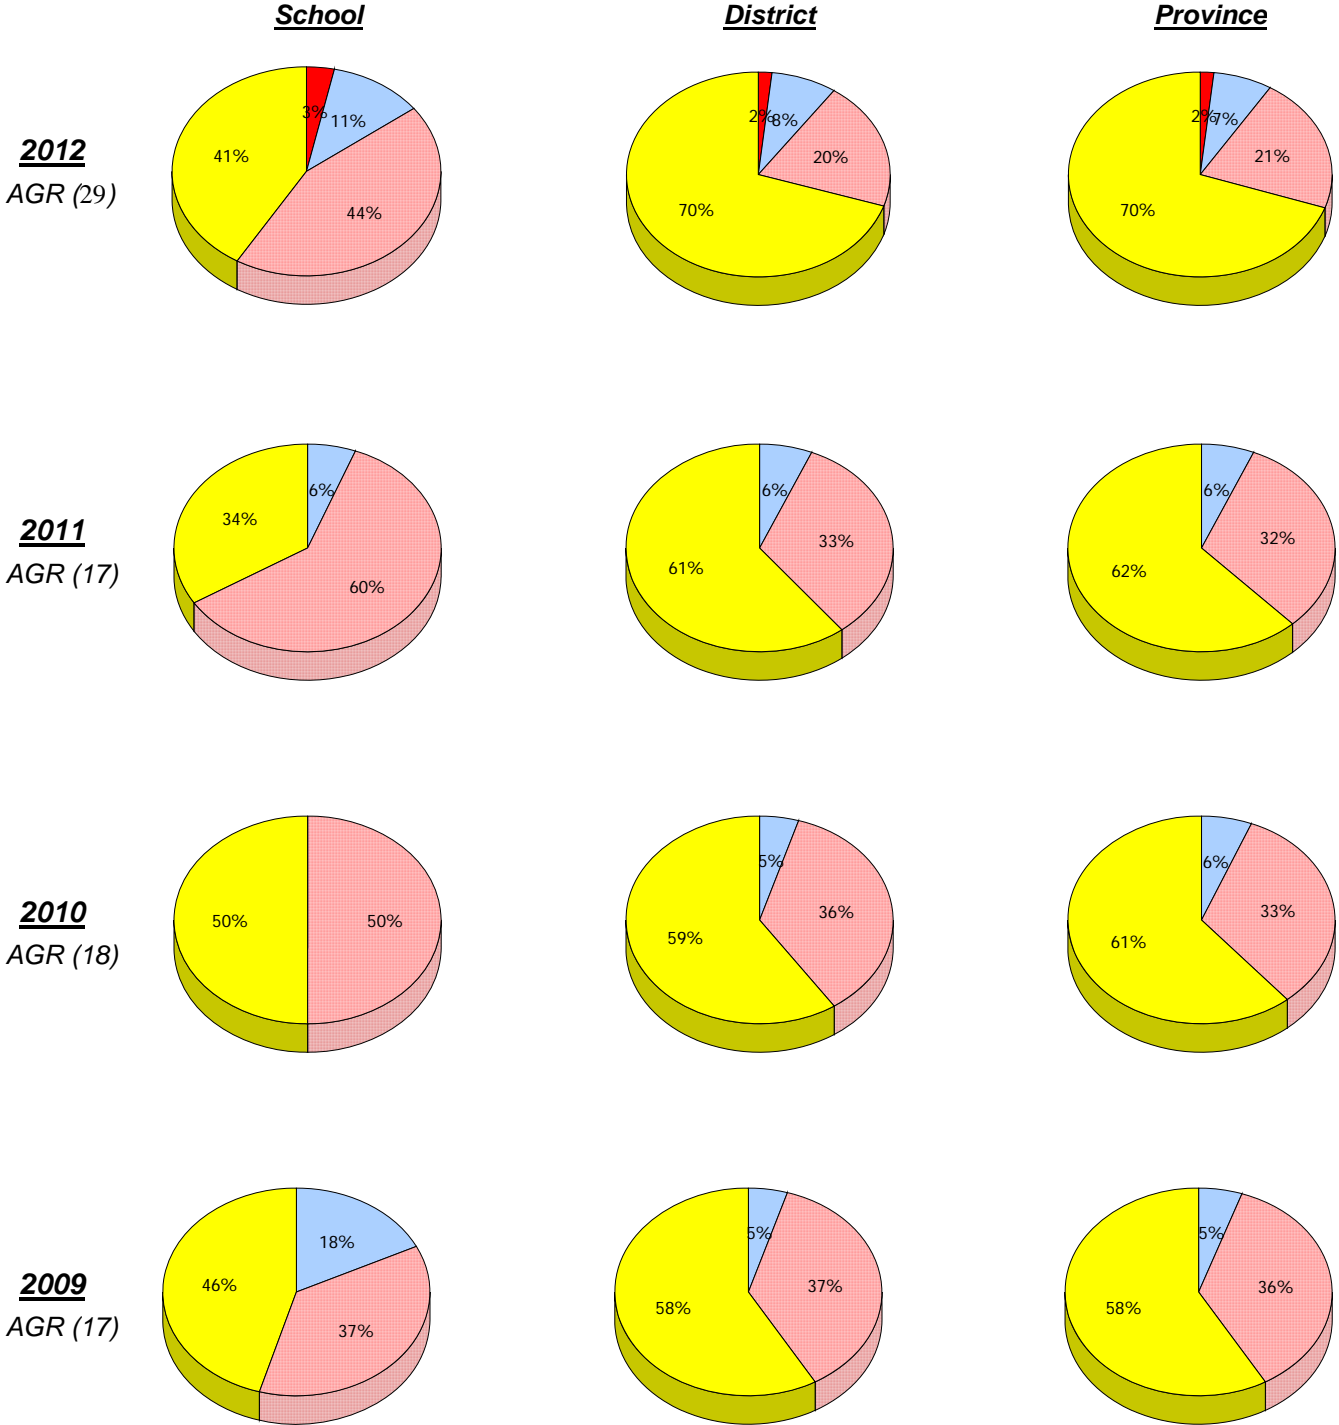 School District Province
3% 11% 44% 41%
2% 8% 20% 70%
2% 7% 21% 70%
2012
AGR (29)
6% 60% 34%
6% 33% 61%
6% 32% 62%
2011
AGR (17)
50% 50%
5% 36% 59%
6% 33% 61%
2010
AGR (18)
18% 37% 46%
5% 37% 58%
5% 36% 58%
2009
AGR (17)